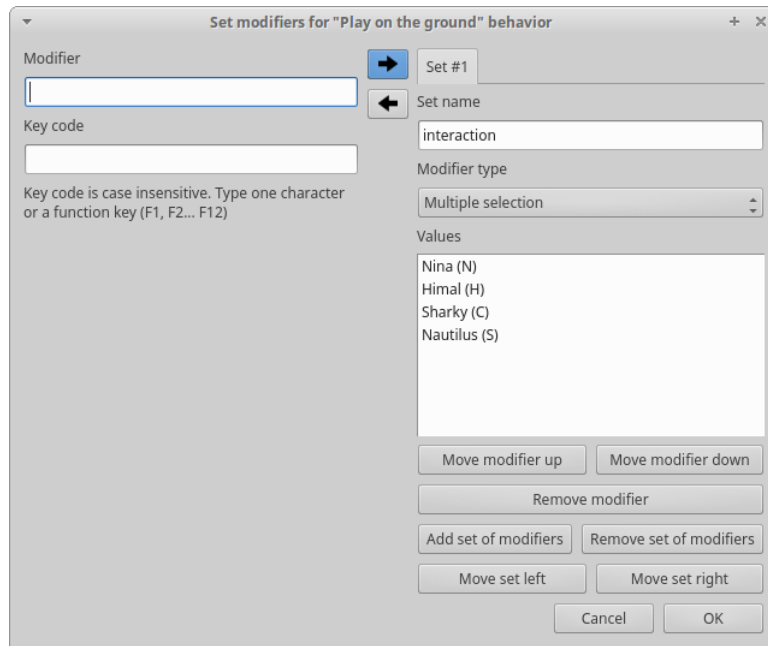 Set modifiers for "Play on the ground" behavior
Modifier
Key code
Key code is case insensitive. Type one character
or a function key (F1, F2... F12)
Set #1
Set name
interaction
Modifier type
Multiple selection
Values
Nina (N)
Himal (H)
Sharky (C)
Nautilus (S)
Move modifier up
Move modifier down
Remove modifier
Add set of modifiers
Remove set of modifiers
Move set left
Move set right
Cancel
OK